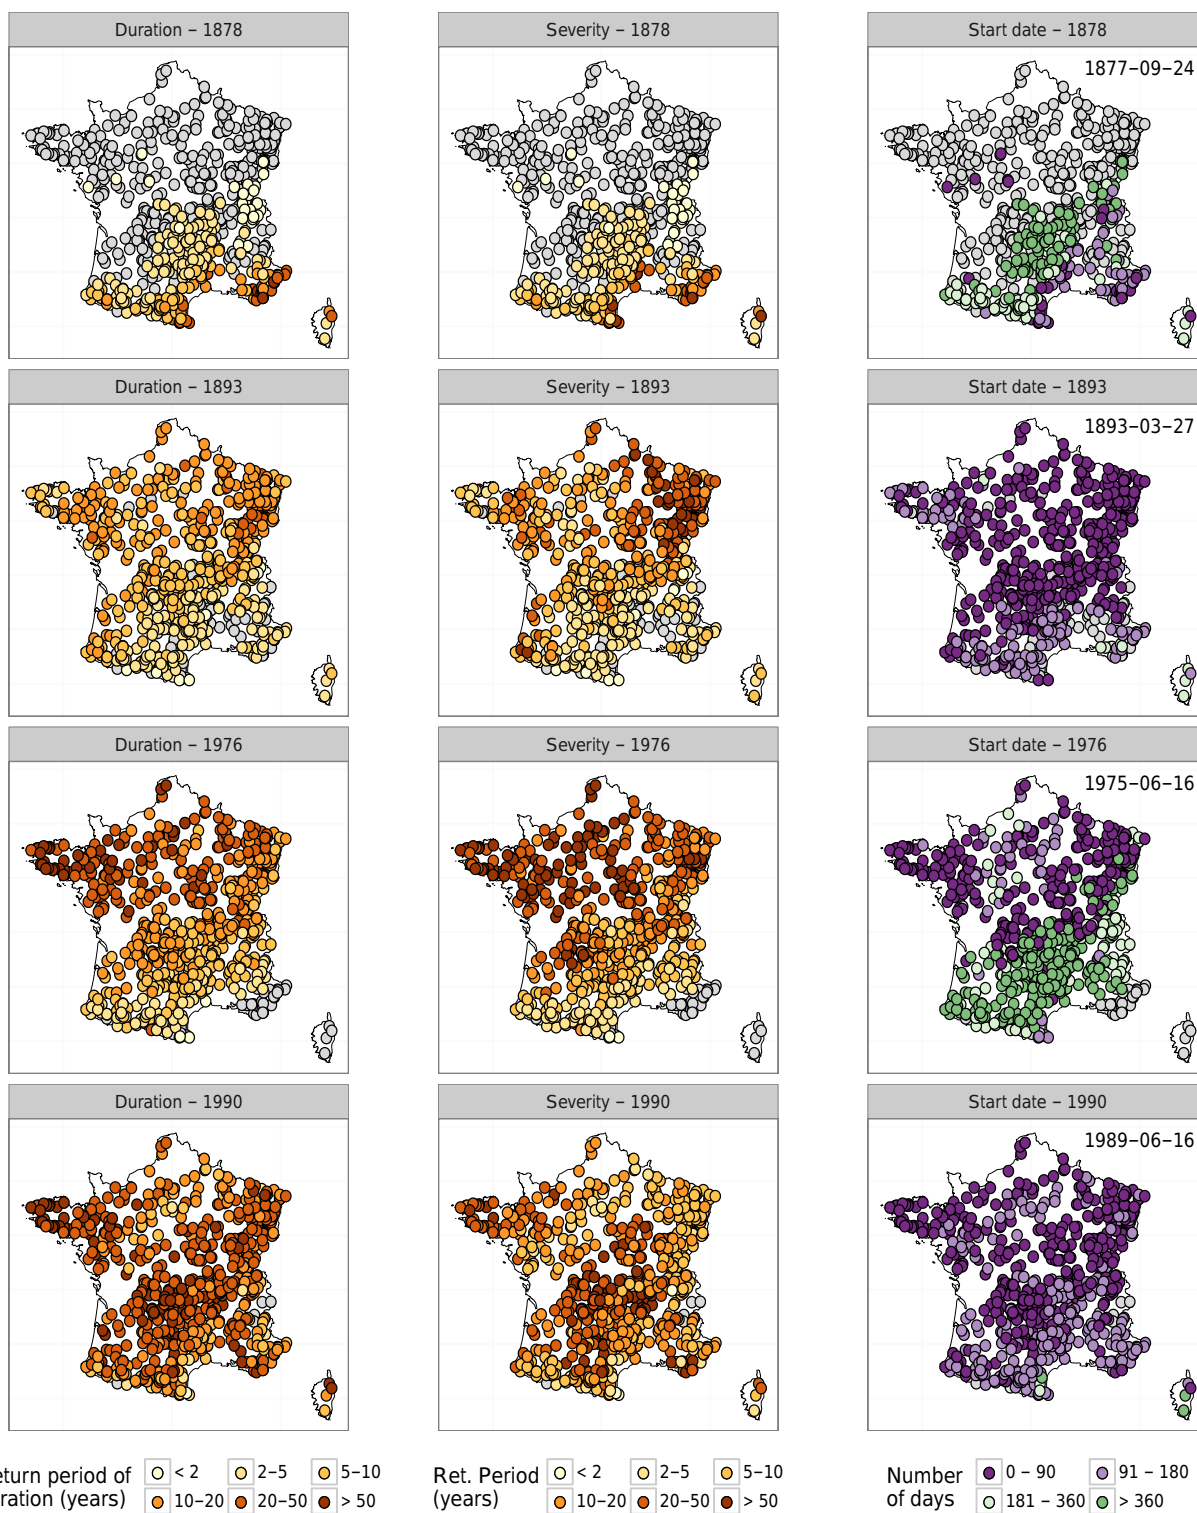 Duration − 1878
Severity − 1878
Start date − 1878
1877−09−24
Duration − 1893
Severity − 1893
Start date − 1893
1893−03−27
Duration − 1976
Severity − 1976
Start date − 1976
1975−06−16
Duration − 1990
Severity − 1990
Start date − 1990
1989−06−16
eturn period of
ration (years)
< 2
2−5
5−10
10−20
20−50
> 50
Ret. Period
(years)
< 2
2−5
5−10
10−20
20−50
> 50
Number
of days
0 − 90
91 − 180
181 − 360
> 360